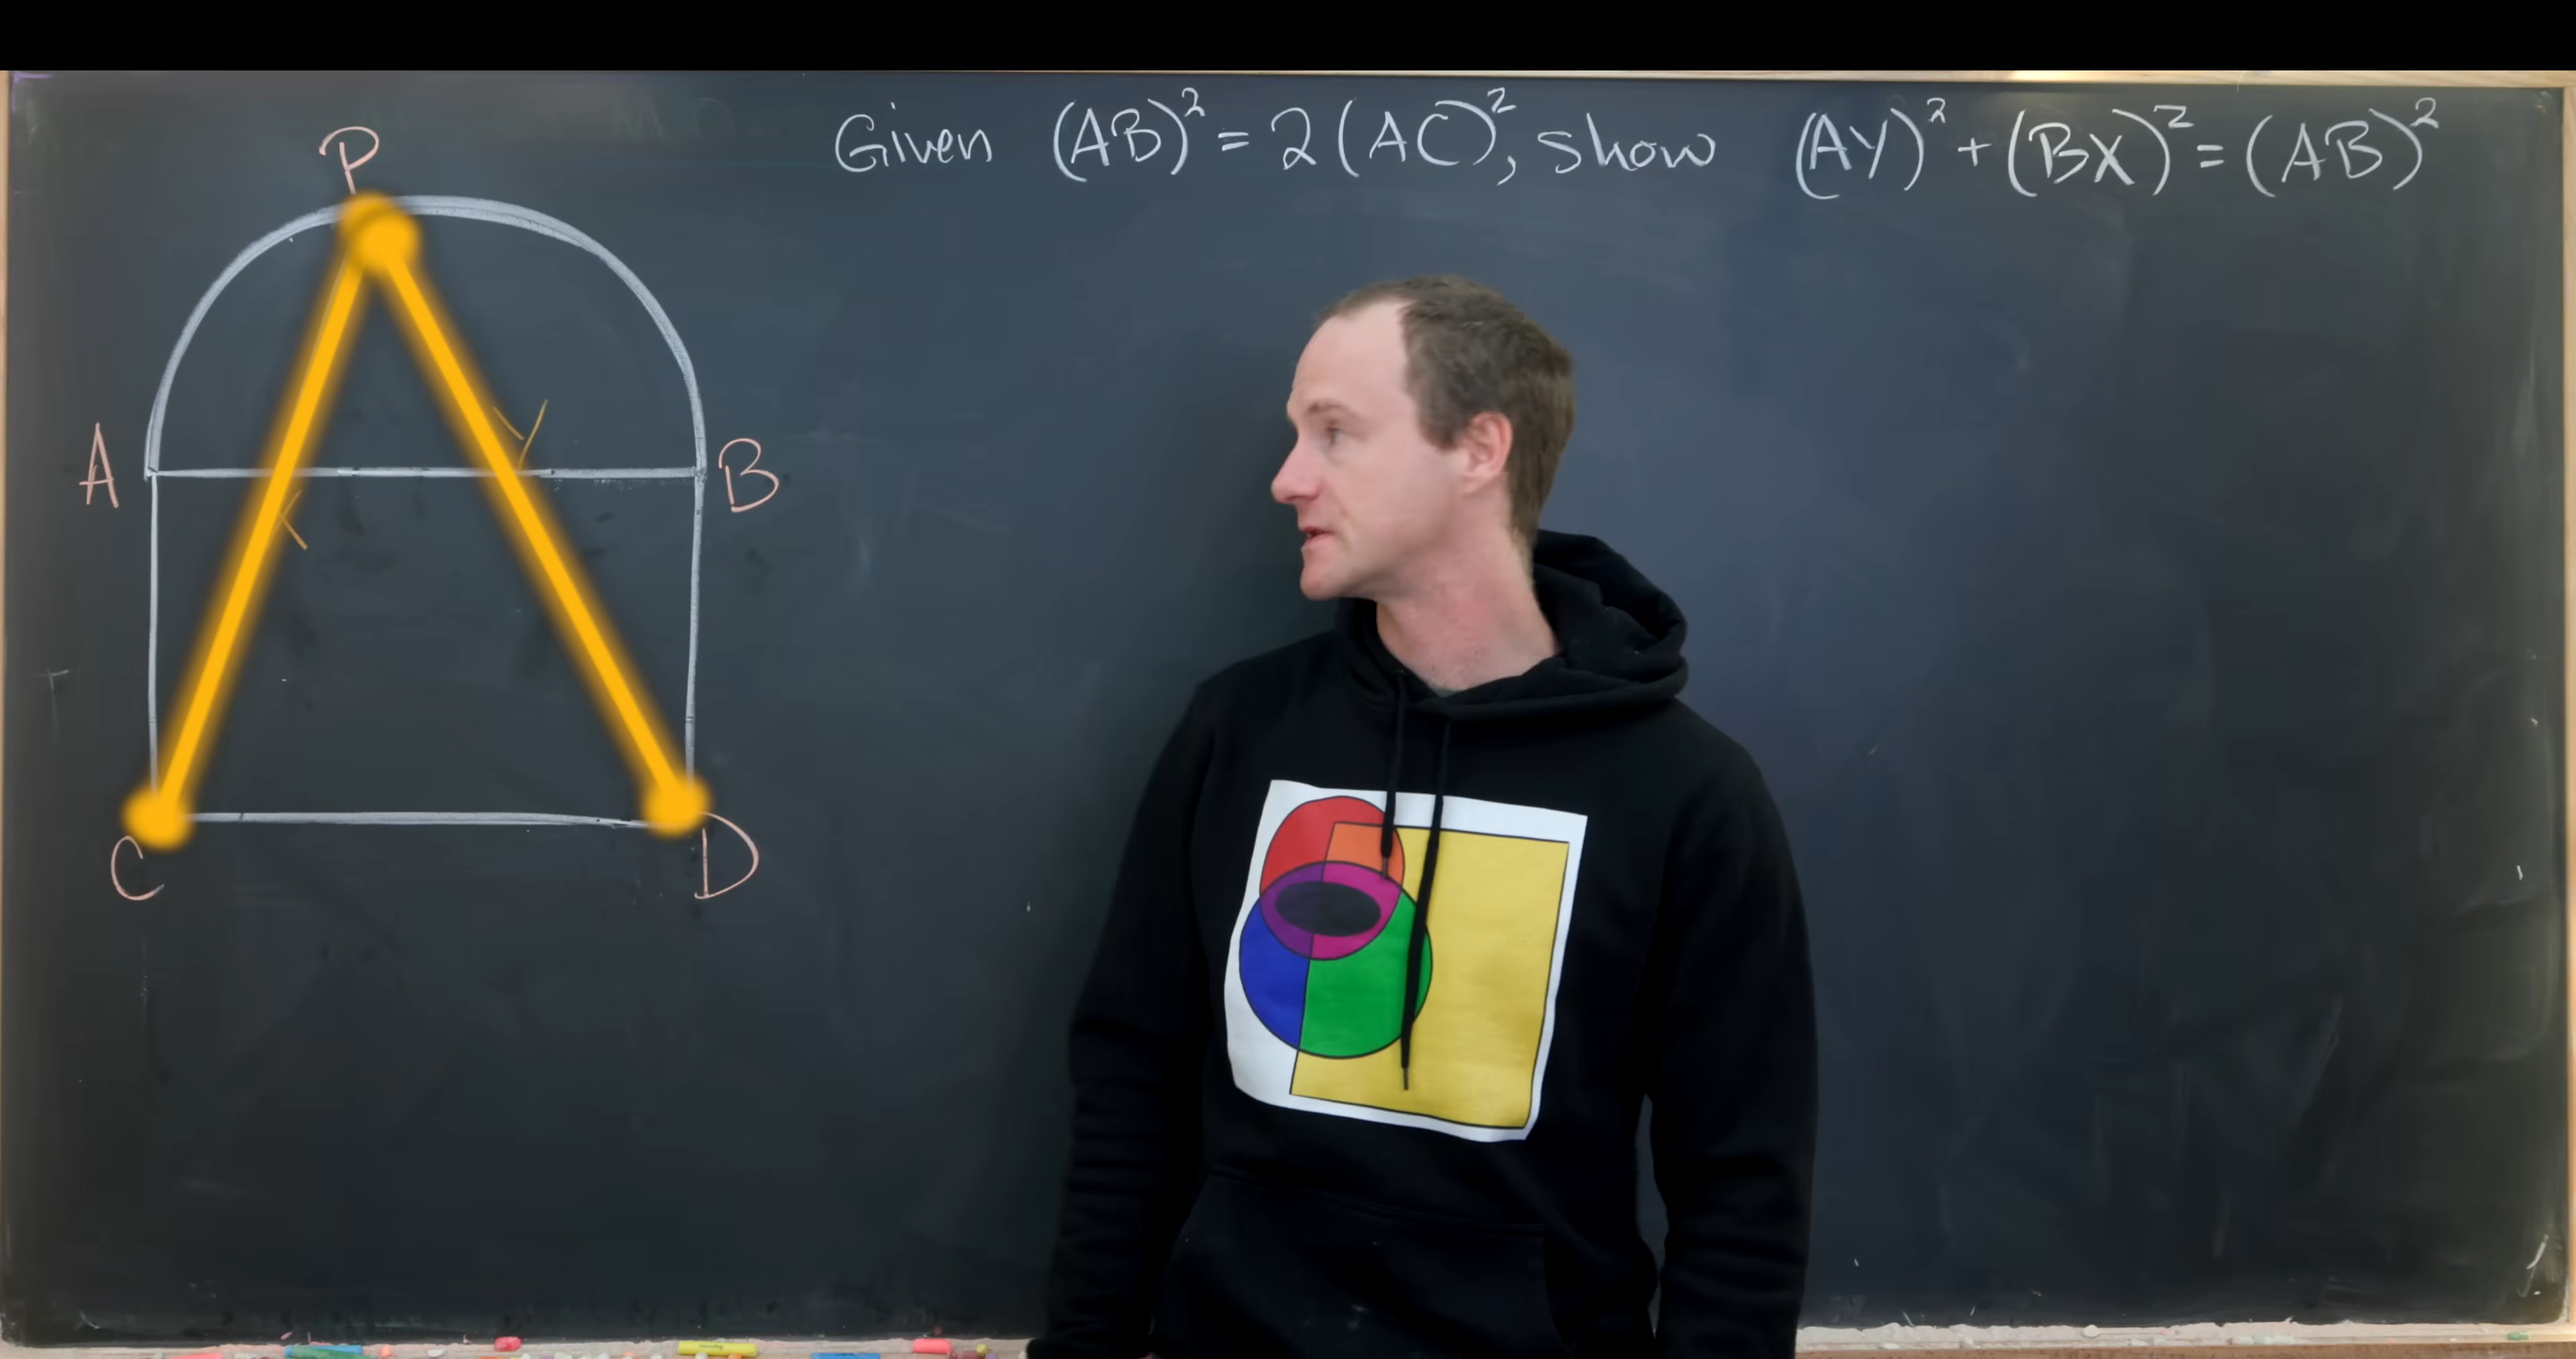 Given (AB)² = 2(AC)², show (AY)² + (BX)² = (AB)²
P
Y
A
B
X
C
D